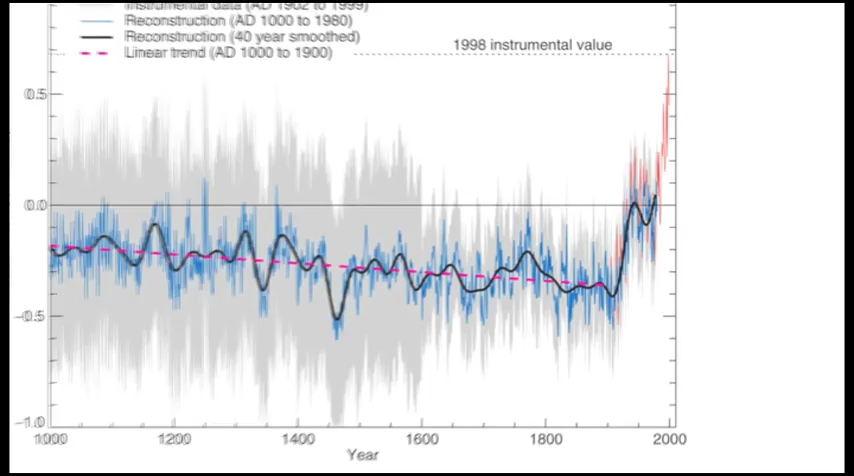 Instrumental data (AD 1902 to 1999)
Reconstruction (AD 1000 to 1980)
Reconstruction (40 year smoothed)
Linear trend (AD 1000 to 1900)
1998 instrumental value
0.5
0.0
-0.5
-1.0
1000 1200 1400 1600 1800 2000
Year